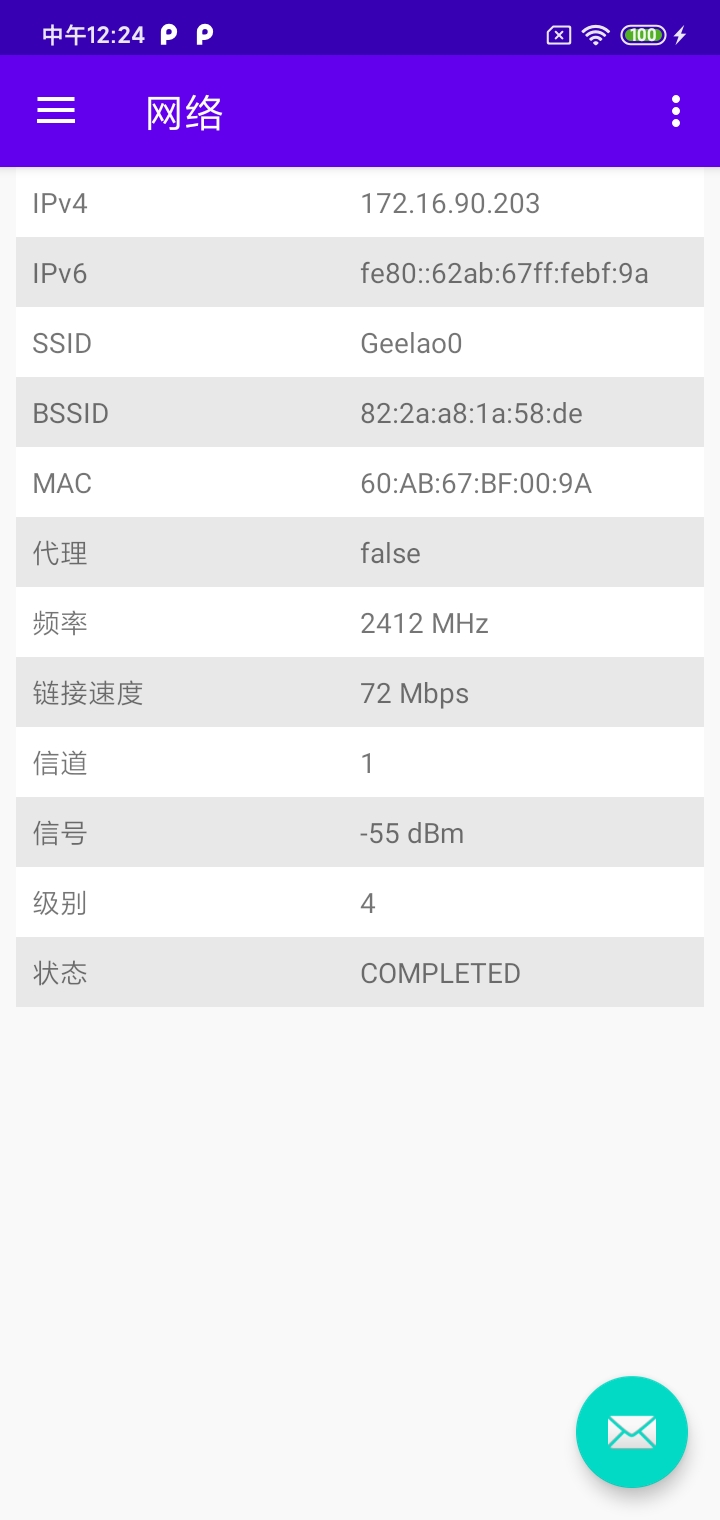 中午12:24
100
网络
IPv4 172.16.90.203
IPv6 fe80::62ab:67ff:febf:9a
SSID Geelao0
BSSID 82:2a:a8:1a:58:de
MAC 60:AB:67:BF:00:9A
代理 false
频率 2412 MHz
链接速度 72 Mbps
信道 1
信号 -55 dBm
级别 4
状态 COMPLETED